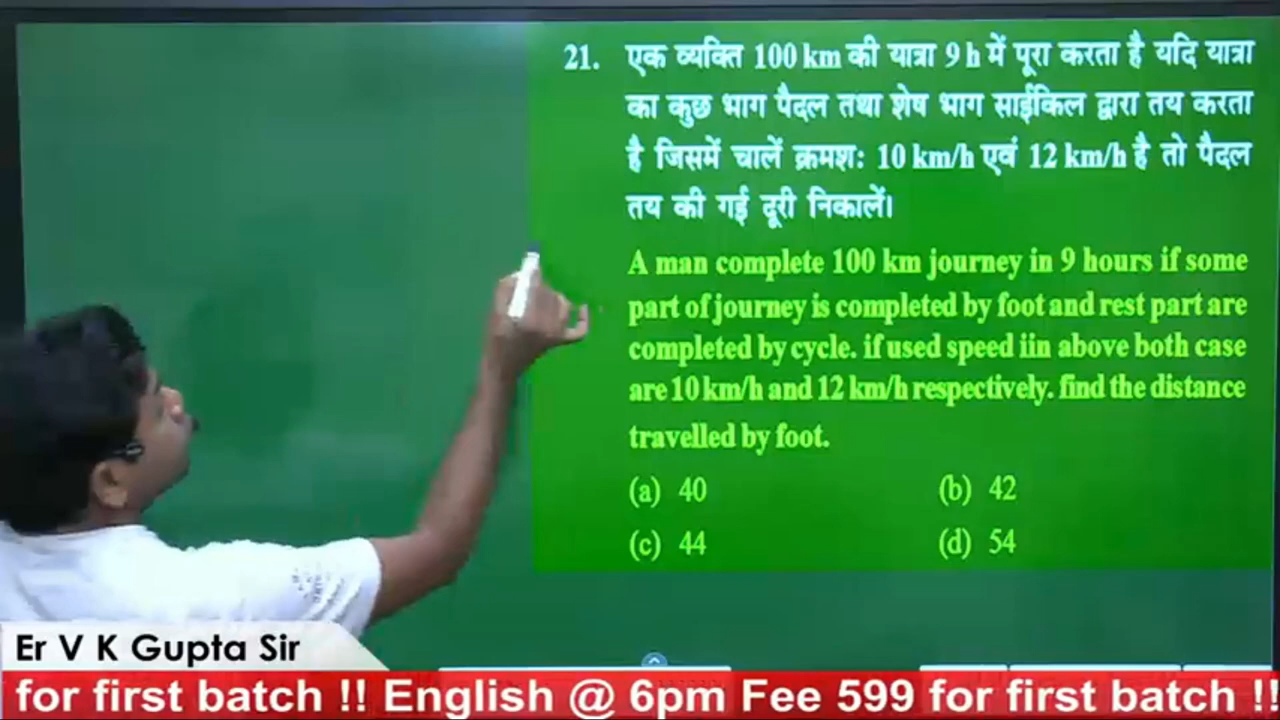 21. एक व्यक्ति 100 km की यात्रा 9 h में पूरा करता है यदि यात्रा
का कुछ भाग पैदल तथा शेष भाग साईकिल द्वारा तय करता
है जिसमें चालें क्रमश: 10 km/h एवं 12 km/h है तो पैदल
तय की गई दूरी निकालें।
A man complete 100 km journey in 9 hours if some
part of journey is completed by foot and rest part are
completed by cycle. if used speed iin above both case
are 10 km/h and 12 km/h respectively. find the distance
travelled by foot.
(a) 40 (b) 42
(c) 44 (d) 54
Er V K Gupta Sir
for first batch !! English @ 6pm Fee 599 for first batch !!